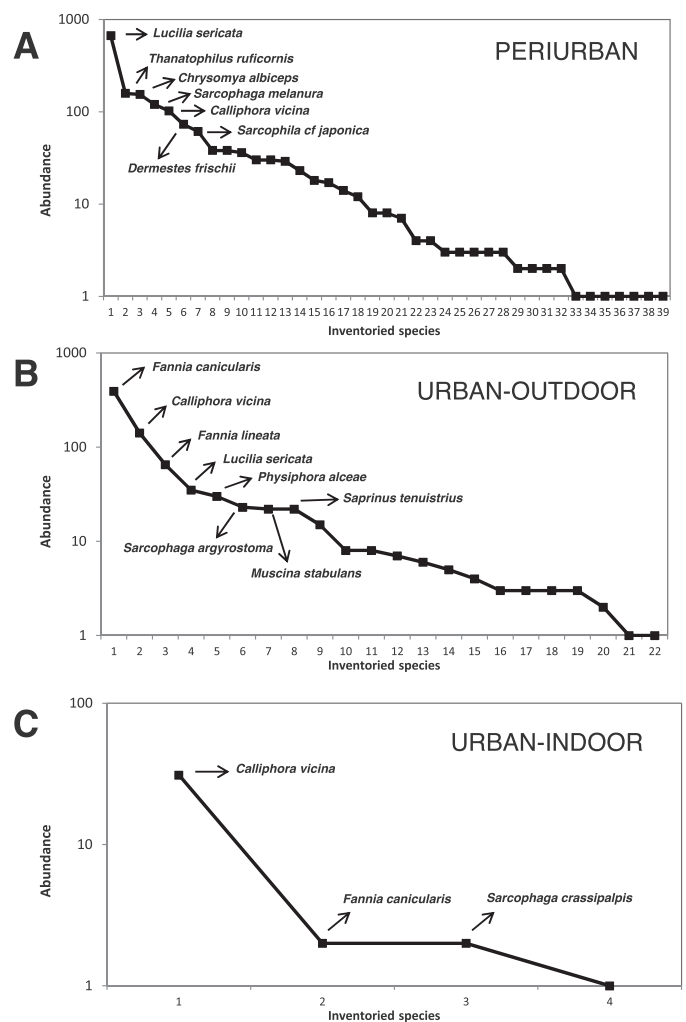 A
PERIURBAN
1000
100
10
1
Abundance
Lucilia sericata
Thanatophilus ruficornis
Chrysomya albiceps
Sarcophaga melanura
Calliphora vicina
Sarcophila cf japonica
Dermestes frischii
1 2 3 4 5 6 7 8 9 10 11 12 13 14 15 16 17 18 19 20 21 22 23 24 25 26 27 28 29 30 31 32 33 34 35 36 37 38 39
Inventoried species
B
URBAN-OUTDOOR
1000
100
10
1
Abundance
Fannia canicularis
Calliphora vicina
Fannia lineata
Lucilia sericata
Physiphora alceae
Saprinus tenuistrius
Sarcophaga argyrostoma
Muscina stabulans
1 2 3 4 5 6 7 8 9 10 11 12 13 14 15 16 17 18 19 20 21 22
Inventoried species
C
URBAN-INDOOR
100
10
1
Abundance
Calliphora vicina
Fannia canicularis
Sarcophaga crassipalpis
1 2 3 4
Inventoried species